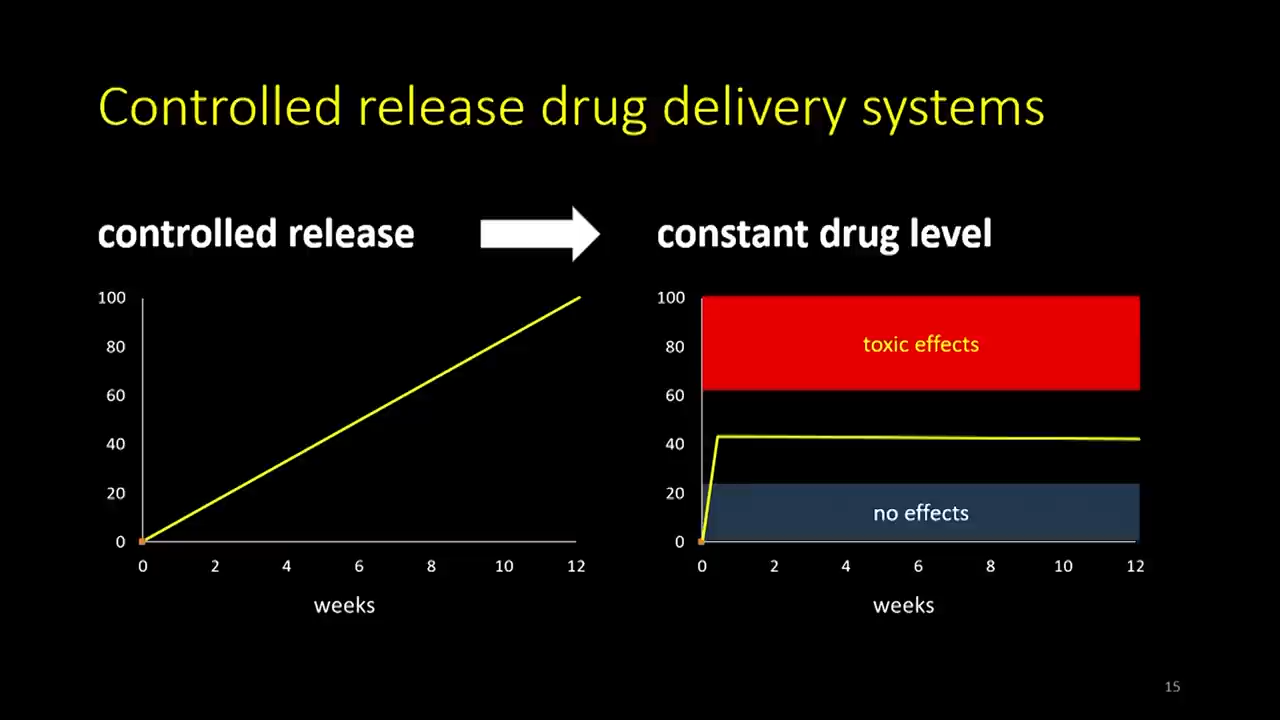 Controlled release drug delivery systems
controlled release
constant drug level
100
80
60
40
20
0
0 2 4 6 8 10 12
weeks
100
80
60
40
20
0
toxic effects
no effects
0 2 4 6 8 10 12
weeks
15